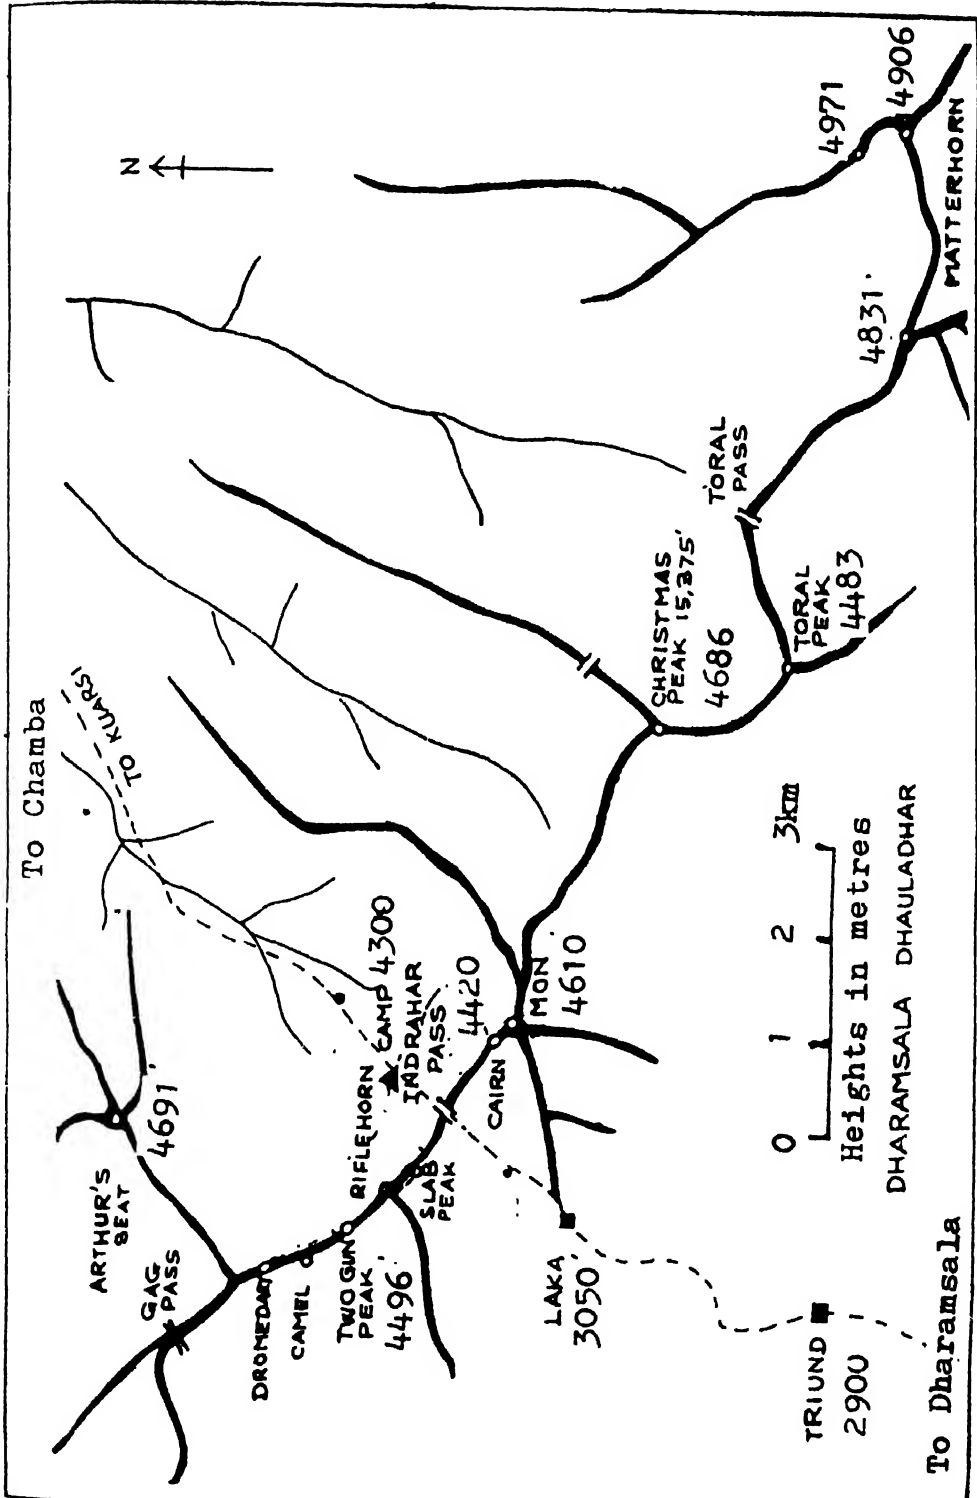 To Chamba
TO KUARSI
N
ARTHUR'S
SEAT
4691
GAG
PASS
DROMEDARY
CAMEL
TWO GUN
PEAK
4496
RIFLEHORN
SLAB
PEAK
CAMP 4300
INDRAHAR
PASS
4420
CAIRN
MON
4610
LAKA
3050
TRIUND
2900
To Dharamsala
CHRISTMAS
PEAK 15,375'
4686
TORAL
PEAK
4483
TORAL
PASS
4831
4971
4906
MATTERHORN
0 1 2 3km
Heights in metres
DHARAMSALA DHAULADHAR